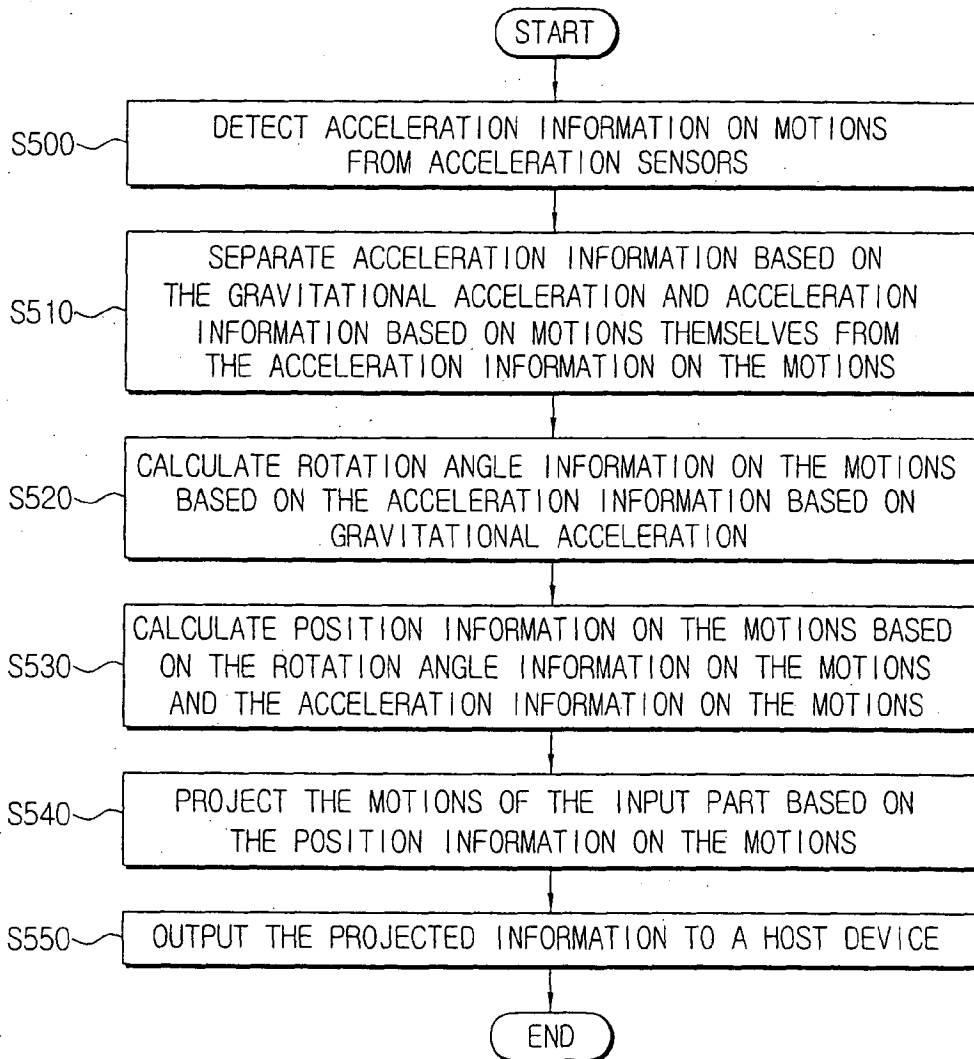 START
S500
DETECT ACCELERATION INFORMATION ON MOTIONS
FROM ACCELERATION SENSORS
S510
SEPARATE ACCELERATION INFORMATION BASED ON
THE GRAVITATIONAL ACCELERATION AND ACCELERATION
INFORMATION BASED ON MOTIONS THEMSELVES FROM
THE ACCELERATION INFORMATION ON THE MOTIONS
S520
CALCULATE ROTATION ANGLE INFORMATION ON THE MOTIONS
BASED ON THE ACCELERATION INFORMATION BASED ON
GRAVITATIONAL ACCELERATION
S530
CALCULATE POSITION INFORMATION ON THE MOTIONS BASED
ON THE ROTATION ANGLE INFORMATION ON THE MOTIONS
AND THE ACCELERATION INFORMATION ON THE MOTIONS
S540
PROJECT THE MOTIONS OF THE INPUT PART BASED ON
THE POSITION INFORMATION ON THE MOTIONS
S550
OUTPUT THE PROJECTED INFORMATION TO A HOST DEVICE
END